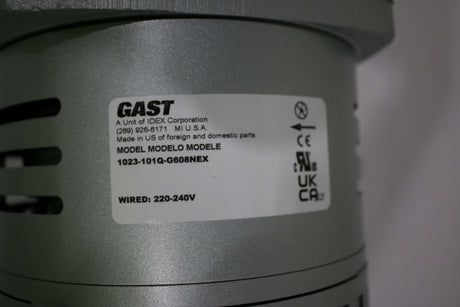 GAST
A Unit of IDEX Corporation
(269) 926-6171 MI U.S.A.
Made in US of foreign and domestic parts
MODEL MODELO MODELE
1023-101Q-G608NEX
WIRED: 220-240V
CE
UK
CA